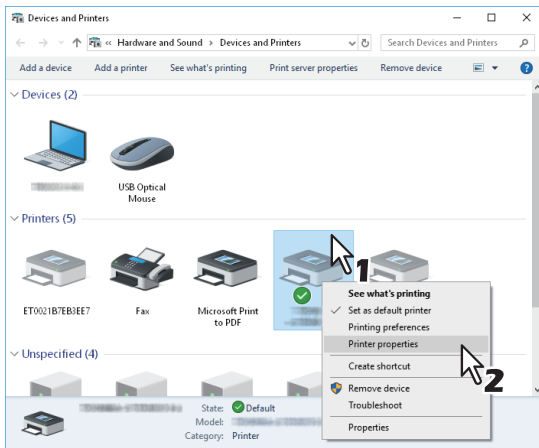 Devices and Printers
« Hardware and Sound › Devices and Printers
Search Devices and Printers
Add a device
Add a printer
See what's printing
Print server properties
Remove device
Devices (2)
USB Optical
Mouse
Printers (5)
ET0021B7EB3EE7
Fax
Microsoft Print
to PDF
1
See what's printing
Set as default printer
Printing preferences
Printer properties
Create shortcut
2
Remove device
Troubleshoot
Properties
Unspecified (4)
State: Default
Model:
Category: Printer